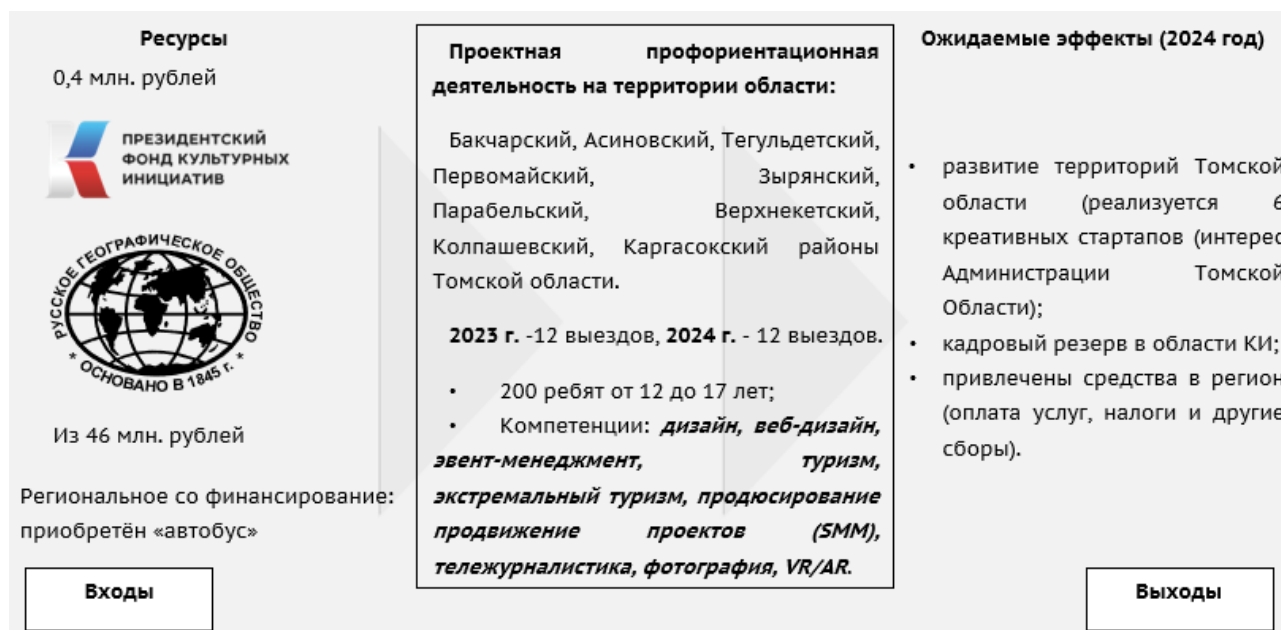 Ресурсы
0,4 млн. рублей
ПРЕЗИДЕНТСКИЙ
ФОНД КУЛЬТУРНЫХ
ИНИЦИАТИВ
РУССКОЕ ГЕОГРАФИЧЕСКОЕ ОБЩЕСТВО
* ОСНОВАНО В 1845 г. *
Из 46 млн. рублей
Региональное со финансирование:
приобретён «автобус»
Входы
Проектная профориентационная
деятельность на территории области:
Бакчарский, Асиновский, Тегульдетский,
Первомайский, Зырянский,
Парабельский, Верхнекетский,
Колпашевский, Каргасокский районы
Томской области.
2023 г. -12 выездов, 2024 г. - 12 выездов.
• 200 ребят от 12 до 17 лет;
• Компетенции: дизайн, веб-дизайн,
эвент-менеджмент, туризм,
экстремальный туризм, продюсирование
продвижение проектов (SMM),
тележурналистика, фотография, VR/AR.
Ожидаемые эффекты (2024 год)
• развитие территорий Томской
области (реализуется 6
креативных стартапов (интерес
Администрации Томской
Области);
• кадровый резерв в области КИ;
• привлечены средства в регион
(оплата услуг, налоги и другие
сборы).
Выходы